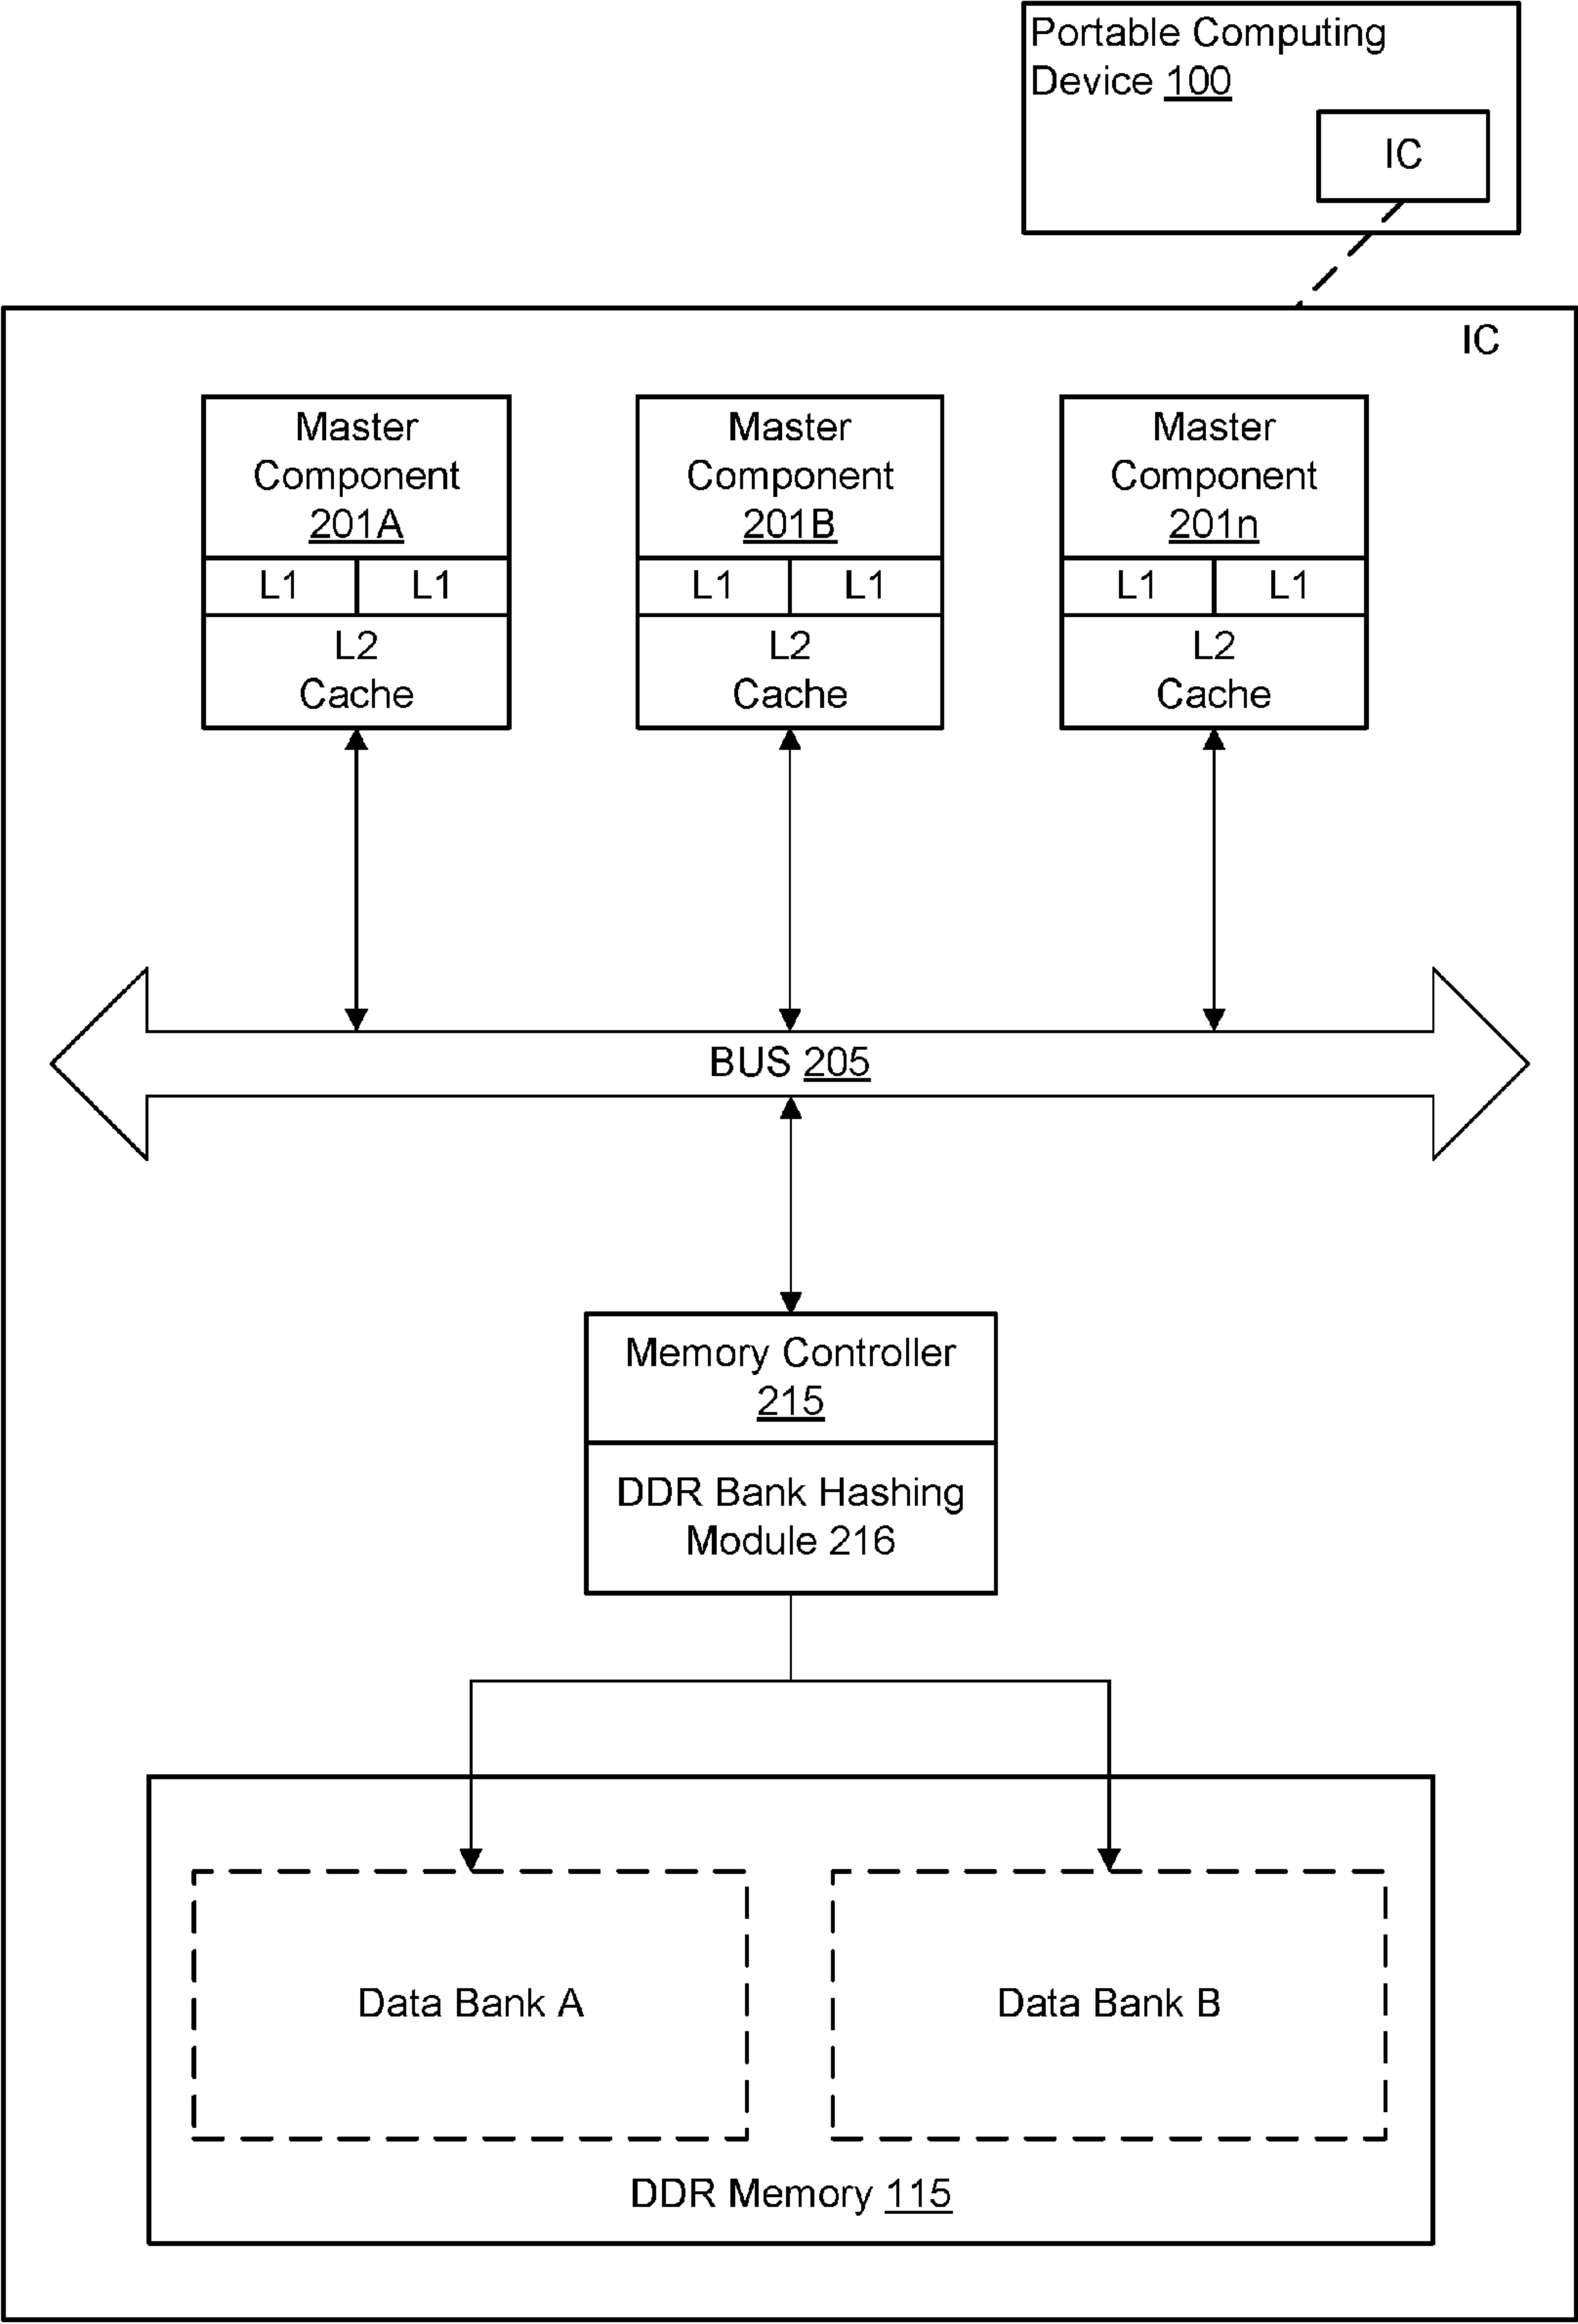 Portable Computing
Device 100
IC
IC
Master
Component
201A
L1
L1
L2
Cache
Master
Component
201B
L1
L1
L2
Cache
Master
Component
201n
L1
L1
L2
Cache
BUS 205
Memory Controller
215
DDR Bank Hashing
Module 216
Data Bank A
Data Bank B
DDR Memory 115